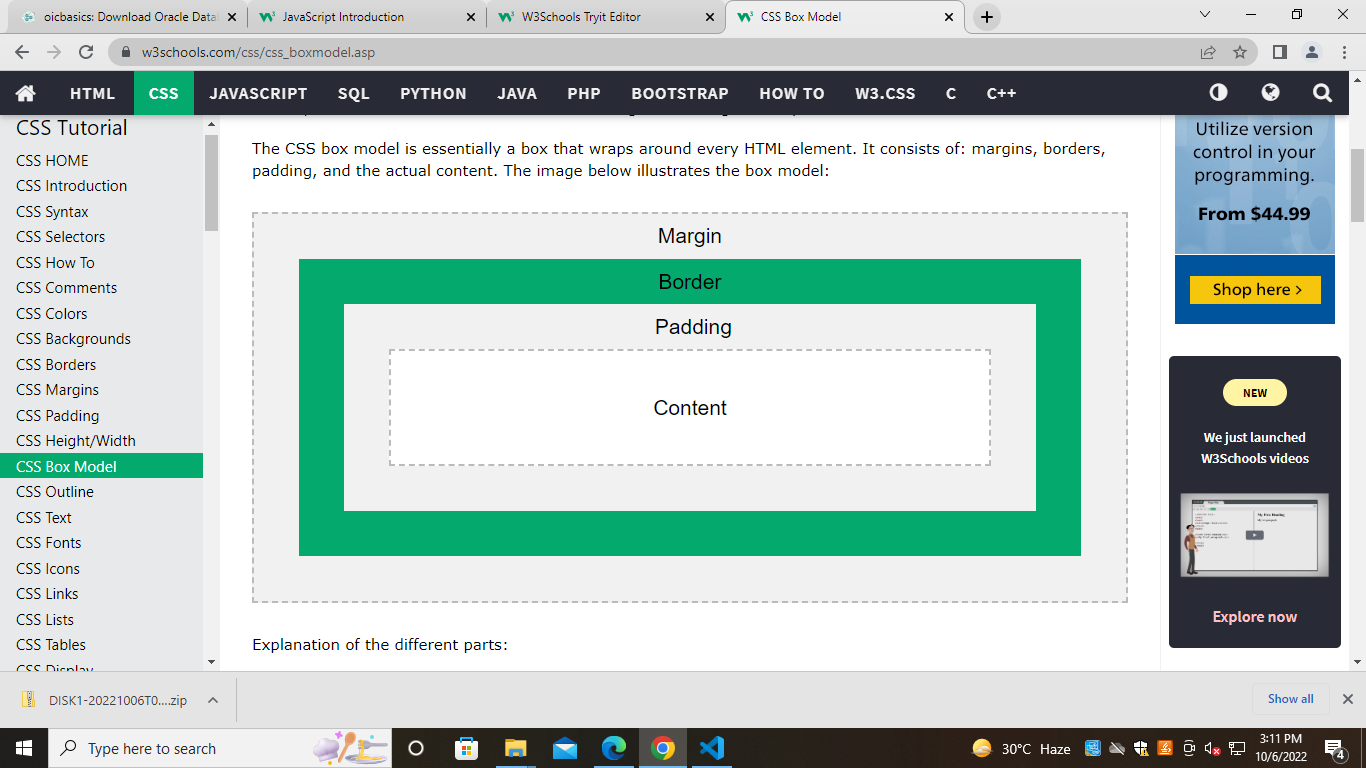 oicbasics: Download Oracle Data
JavaScript Introduction
W3Schools Tryit Editor
CSS Box Model
w3schools.com/css/css_boxmodel.asp
HTML CSS JAVASCRIPT SQL PYTHON JAVA PHP BOOTSTRAP HOW TO W3.CSS C C++
CSS Tutorial
CSS HOME
CSS Introduction
CSS Syntax
CSS Selectors
CSS How To
CSS Comments
CSS Colors
CSS Backgrounds
CSS Borders
CSS Margins
CSS Padding
CSS Height/Width
CSS Box Model
CSS Outline
CSS Text
CSS Fonts
CSS Icons
CSS Links
CSS Lists
CSS Tables
CSS Display
The CSS box model is essentially a box that wraps around every HTML element. It consists of: margins, borders,
padding, and the actual content. The image below illustrates the box model:
Margin
Border
Padding
Content
Explanation of the different parts:
Utilize version
control in your
programming.
From $44.99
Shop here >
NEW
We just launched
W3Schools videos
Explore now
DISK1-20221006T0....zip
Show all
Type here to search
30°C Haze
3:11 PM
10/6/2022
4